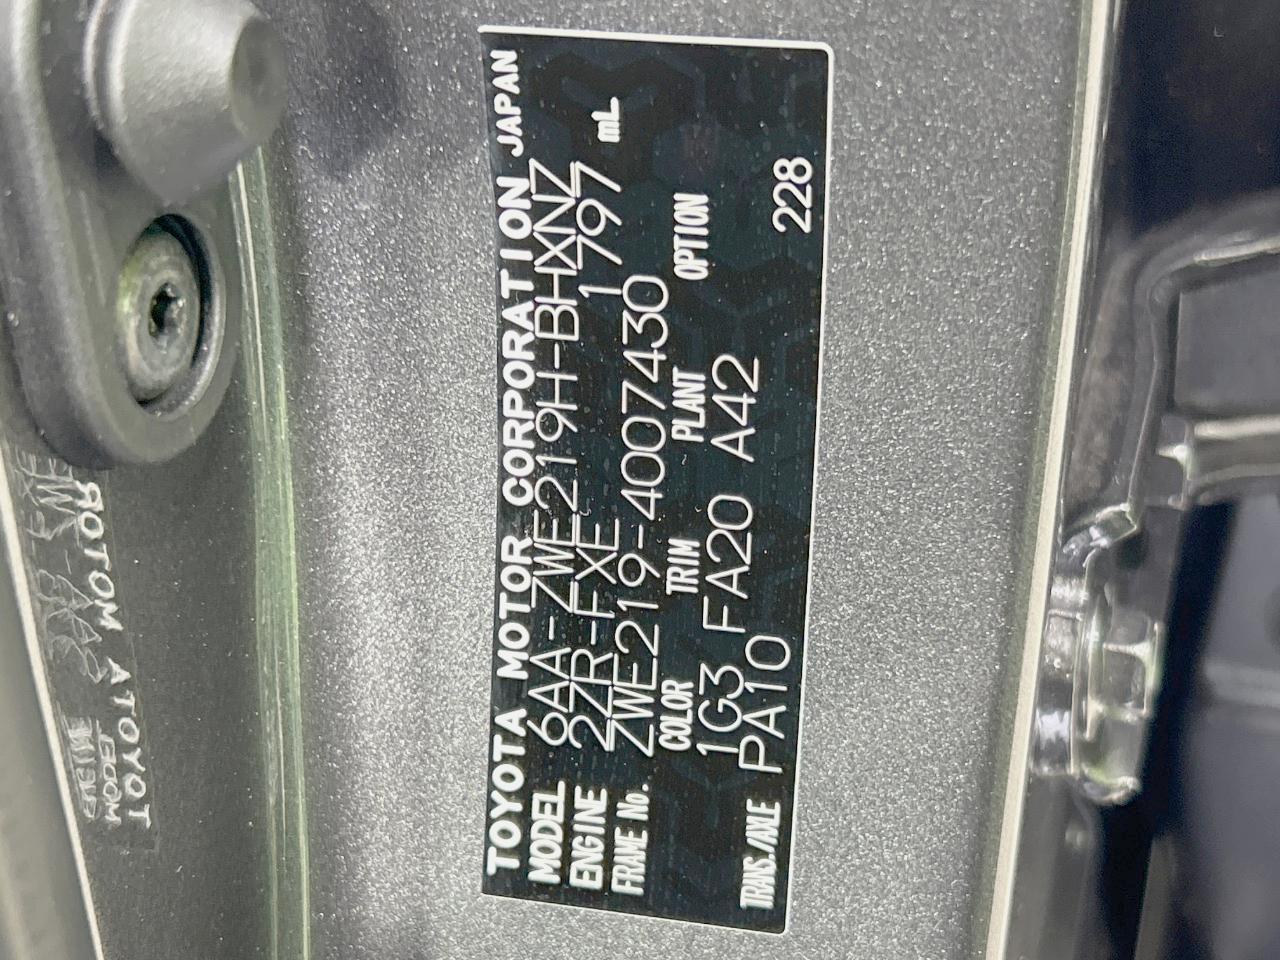 TOYOTA MOTOR CORPORATION JAPAN
MODEL 6AA-ZWE219H-BHXNZ
ENGINE 2ZR-FXE 1797 mL
FRAME No. ZWE219-4007430
COLOR TRIM PLANT OPTION
1G3 FA20 A42
TRANS./AXLE PA10 228